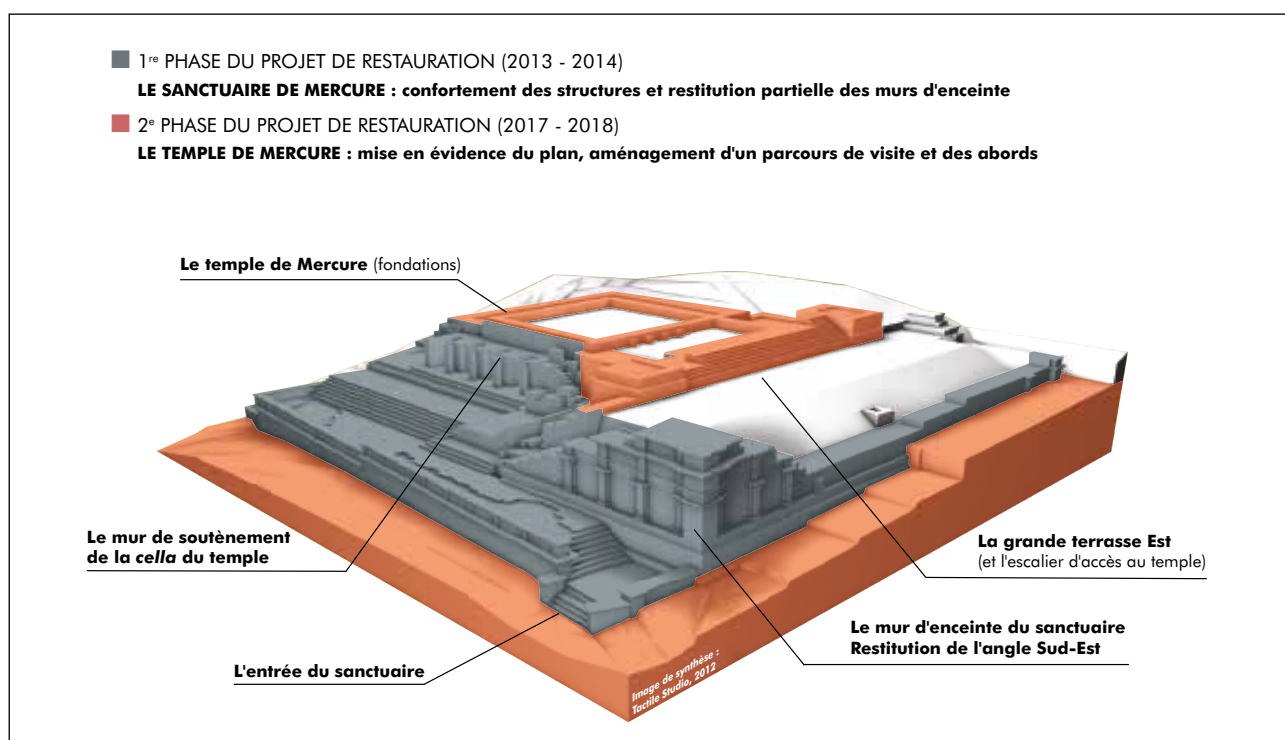 1re PHASE DU PROJET DE RESTAURATION (2013 - 2014)
LE SANCTUAIRE DE MERCURE : confortement des structures et restitution partielle des murs d'enceinte
2e PHASE DU PROJET DE RESTAURATION (2017 - 2018)
LE TEMPLE DE MERCURE : mise en évidence du plan, aménagement d'un parcours de visite et des abords
Le temple de Mercure (fondations)
Le mur de soutènement
de la cella du temple
La grande terrasse Est
(et l'escalier d'accès au temple)
Le mur d'enceinte du sanctuaire
Restitution de l'angle Sud-Est
L'entrée du sanctuaire
Image de synthèse :
Tactile Studio, 2012